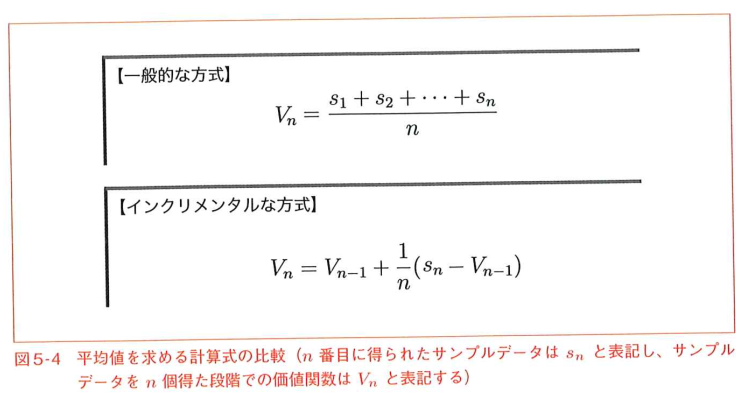 【一般的な方式】
$V_n = \frac{s_1 + s_2 + \cdots + s_n}{n}$
【インクリメンタルな方式】
$V_n = V_{n-1} + \frac{1}{n}(s_n - V_{n-1})$
図5-4 平均値を求める計算式の比較（n 番目に得られたサンプルデータは $s_n$ と表記し、サンプル
データを n 個得た段階での価値関数は $V_n$ と表記する）